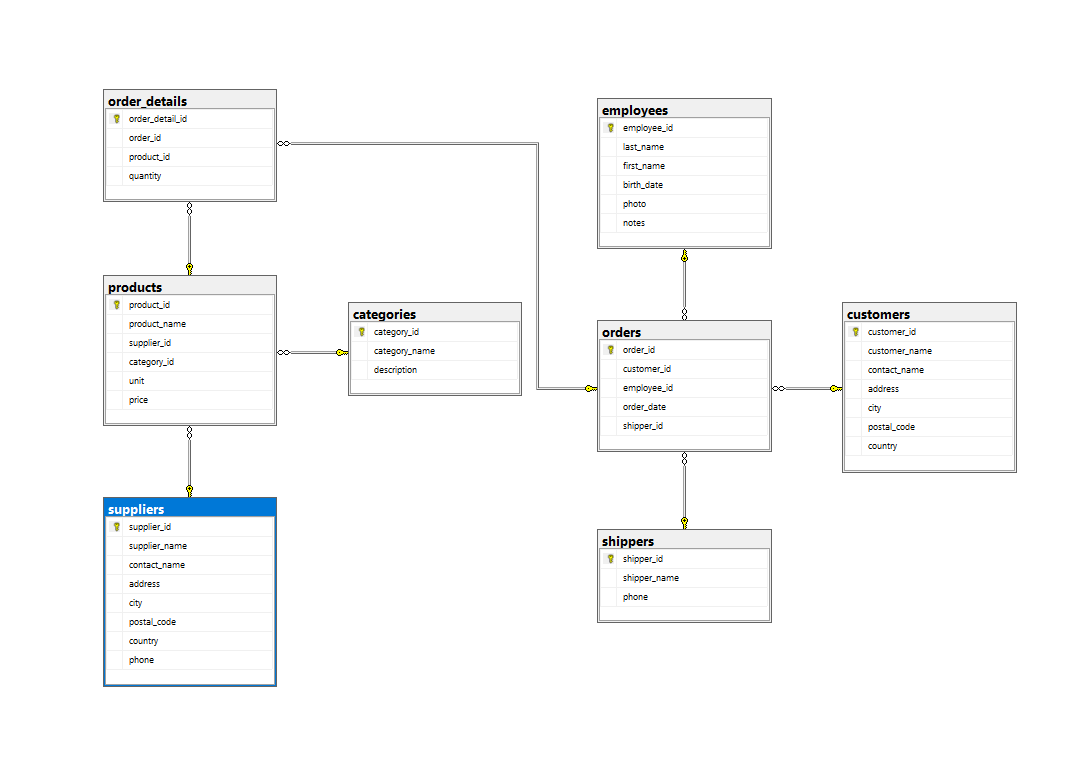 order_details
order_detail_id
order_id
product_id
quantity
products
product_id
product_name
supplier_id
category_id
unit
price
suppliers
supplier_id
supplier_name
contact_name
address
city
postal_code
country
phone
categories
category_id
category_name
description
employees
employee_id
last_name
first_name
birth_date
photo
notes
orders
order_id
customer_id
employee_id
order_date
shipper_id
shippers
shipper_id
shipper_name
phone
customers
customer_id
customer_name
contact_name
address
city
postal_code
country